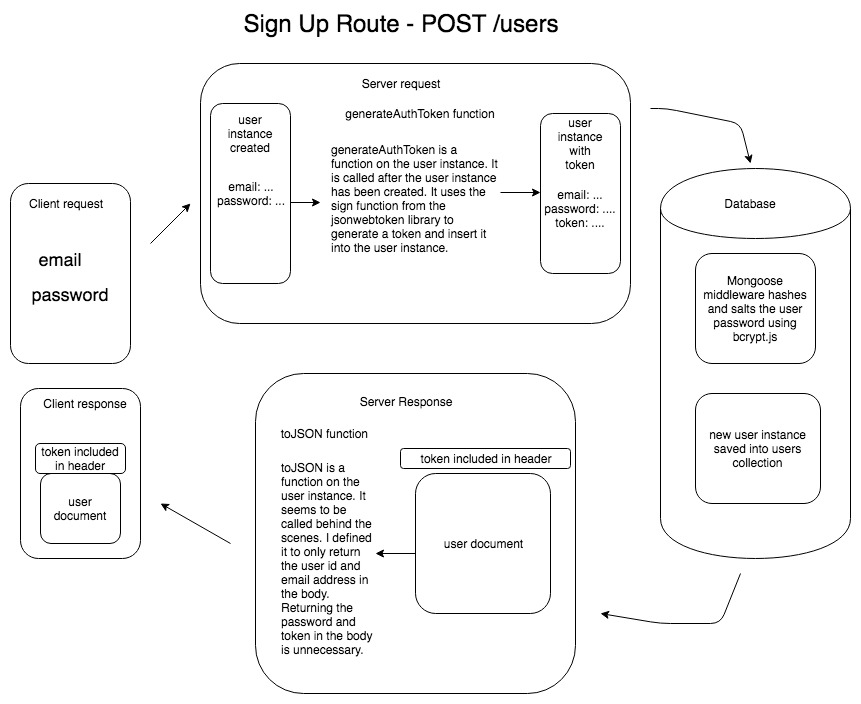 Sign Up Route - POST /users
Client request
email
password
Server request
user
instance
created
email: ...
password: ...
generateAuthToken function
generateAuthToken is a
function on the user instance. It
is called after the user instance
has been created. It uses the
sign function from the
jsonwebtoken library to
generate a token and insert it
into the user instance.
user
instance
with
token
email: ...
password: ....
token: ....
Database
Mongoose
middleware hashes
and salts the user
password using
bcrypt.js
new user instance
saved into users
collection
Server Response
toJSON function
toJSON is a
function on the
user instance. It
seems to be
called behind the
scenes. I defined
it to only return
the user id and
email address in
the body.
Returning the
password and
token in the body
is unnecessary.
token included in header
user document
Client response
token included
in header
user
document